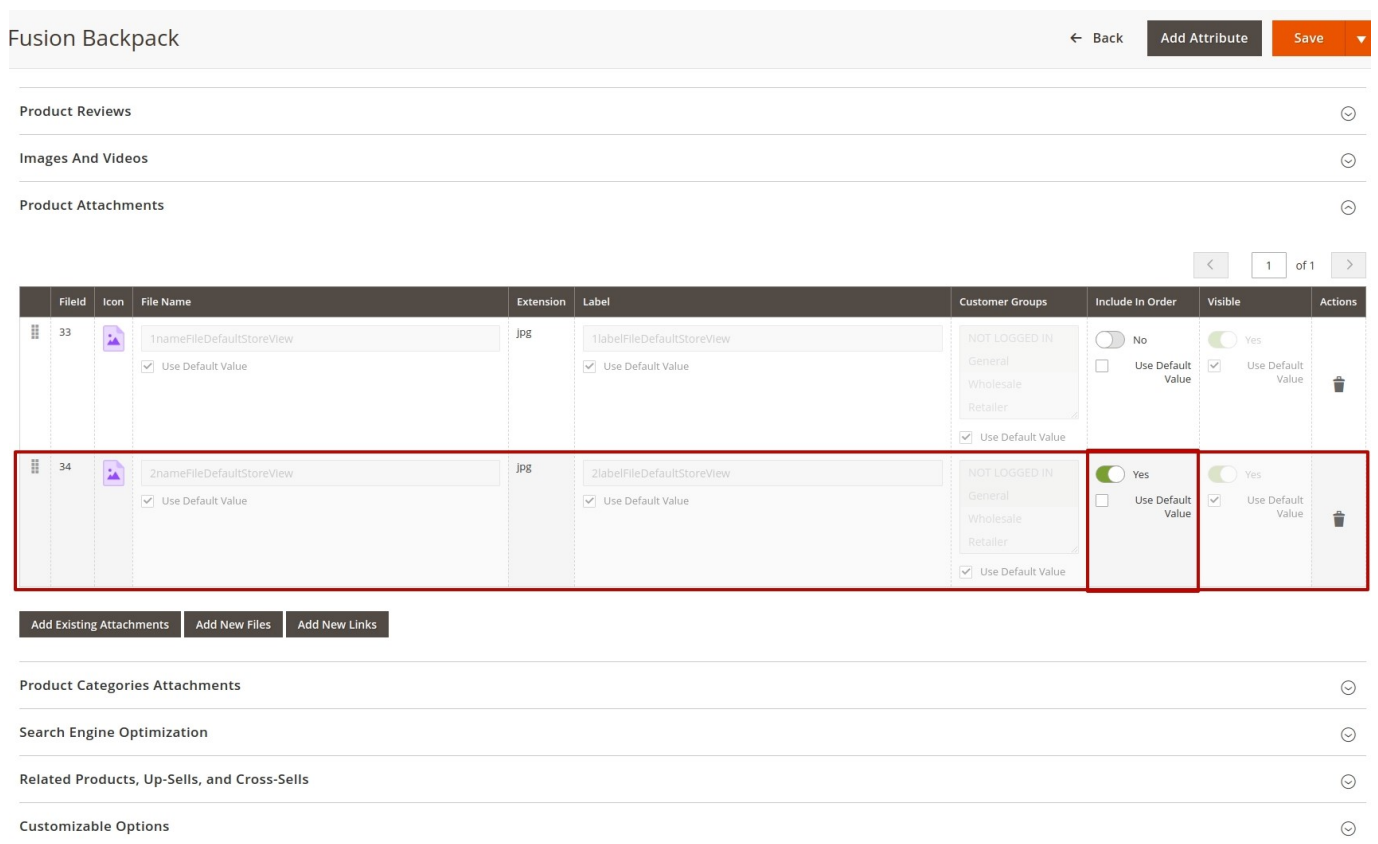 Fusion Backpack
Back
Add Attribute
Save
Product Reviews
Images And Videos
Product Attachments
1 of 1
FileId Icon File Name Extension Label Customer Groups Include In Order Visible Actions
33 1nameFileDefaultStoreView jpg 1labelFileDefaultStoreView NOT LOGGED IN No Yes
Use Default Value Use Default Value General Use Default Value Use Default Value
Wholesale
Retailer
Use Default Value
34 2nameFileDefaultStoreView jpg 2labelFileDefaultStoreView NOT LOGGED IN Yes Yes
Use Default Value Use Default Value General Use Default Value Use Default Value
Wholesale
Retailer
Use Default Value
Add Existing Attachments Add New Files Add New Links
Product Categories Attachments
Search Engine Optimization
Related Products, Up-Sells, and Cross-Sells
Customizable Options